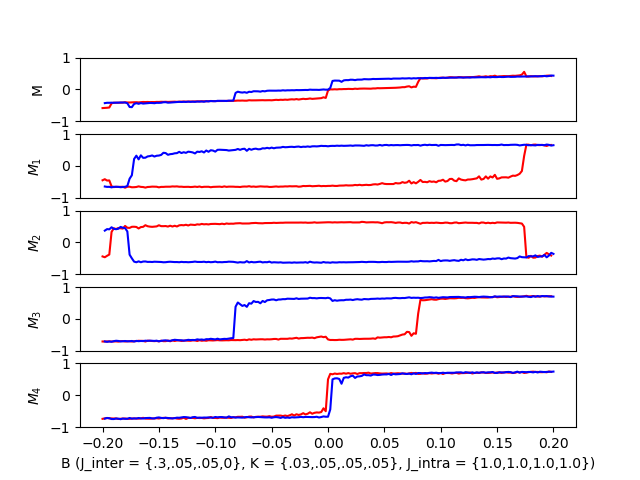 1
0
−1
M
1
0
−1
M₁
1
0
−1
M₂
1
0
−1
M₃
1
0
−1
M₄
−0.20 −0.15 −0.10 −0.05 0.00 0.05 0.10 0.15 0.20
B (J_inter = {.3,.05,.05,0}, K = {.03,.05,.05,.05}, J_intra = {1.0,1.0,1.0,1.0})